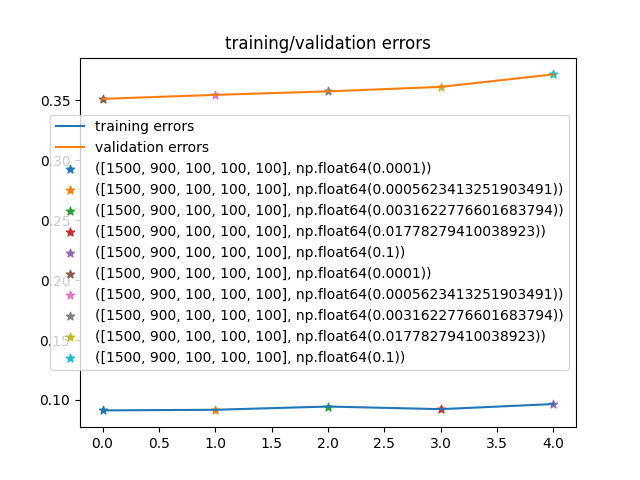 training/validation errors
0.35
training errors
validation errors
0.30
([1500, 900, 100, 100, 100], np.float64(0.0001))
([1500, 900, 100, 100, 100], np.float64(0.0005623413251903491))
([1500, 900, 100, 100, 100], np.float64(0.0031622776601683794))
0.25
([1500, 900, 100, 100, 100], np.float64(0.01778279410038923))
([1500, 900, 100, 100, 100], np.float64(0.1))
([1500, 900, 100, 100, 100], np.float64(0.0001))
0.20
([1500, 900, 100, 100, 100], np.float64(0.0005623413251903491))
([1500, 900, 100, 100, 100], np.float64(0.0031622776601683794))
([1500, 900, 100, 100, 100], np.float64(0.01778279410038923))
0.15
([1500, 900, 100, 100, 100], np.float64(0.1))
0.10
0.0 0.5 1.0 1.5 2.0 2.5 3.0 3.5 4.0